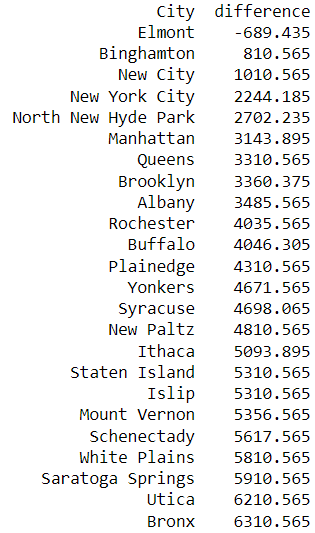 City difference
Elmont -689.435
Binghamton 810.565
New City 1010.565
New York City 2244.185
North New Hyde Park 2702.235
Manhattan 3143.895
Queens 3310.565
Brooklyn 3360.375
Albany 3485.565
Rochester 4035.565
Buffalo 4046.305
Plainedge 4310.565
Yonkers 4671.565
Syracuse 4698.065
New Paltz 4810.565
Ithaca 5093.895
Staten Island 5310.565
Islip 5310.565
Mount Vernon 5356.565
Schenectady 5617.565
White Plains 5810.565
Saratoga Springs 5910.565
Utica 6210.565
Bronx 6310.565